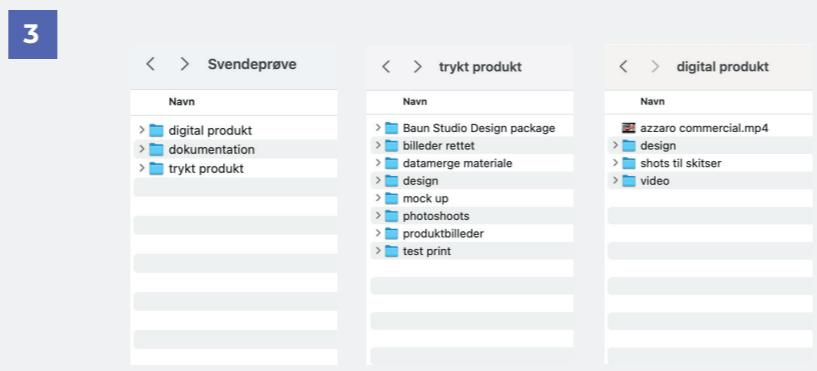 3
Svendeprøve
Navn
digital produkt
dokumentation
trykt produkt
trykt produkt
Navn
Baun Studio Design package
billeder rettet
datamerge materiale
design
mock up
photoshoots
produktbilleder
test print
digital produkt
Navn
azzaro commercial.mp4
design
shots til skitser
video